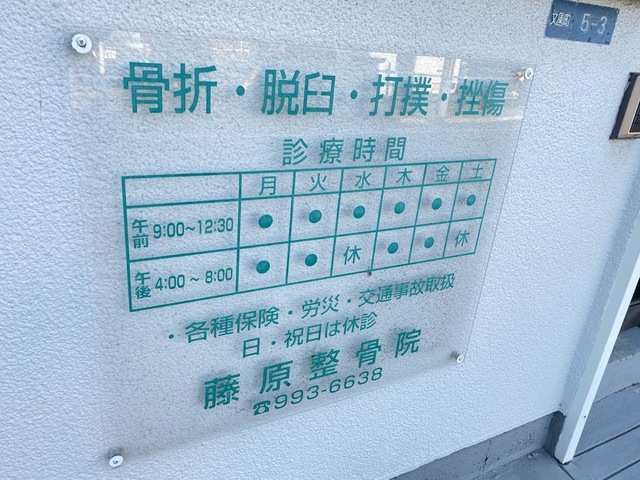 文園町 5-3
骨折・脱臼・打撲・挫傷
診療時間
月 火 水 木 金 土
午前 9:00~12:30 ● ● ● ● ● ●
午後 4:00~8:00 ● ● 休 ● ● 休
・各種保険・労災・交通事故取扱
日・祝日は休診
藤原整骨院
☎993-6638